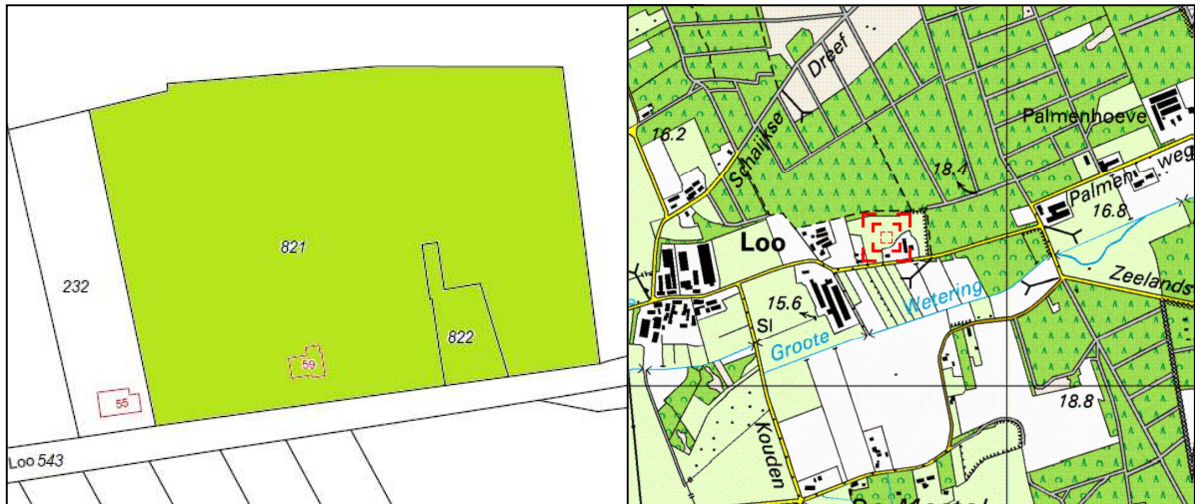 821
232
822
59
55
Loo 543
Schaijkse Dreef
16.2
Palmenhoeve
18.4
Palmen weg
16.8
Loo
Zeelands
Wetering
15.6
Sl
Groote
18.8
Kouden